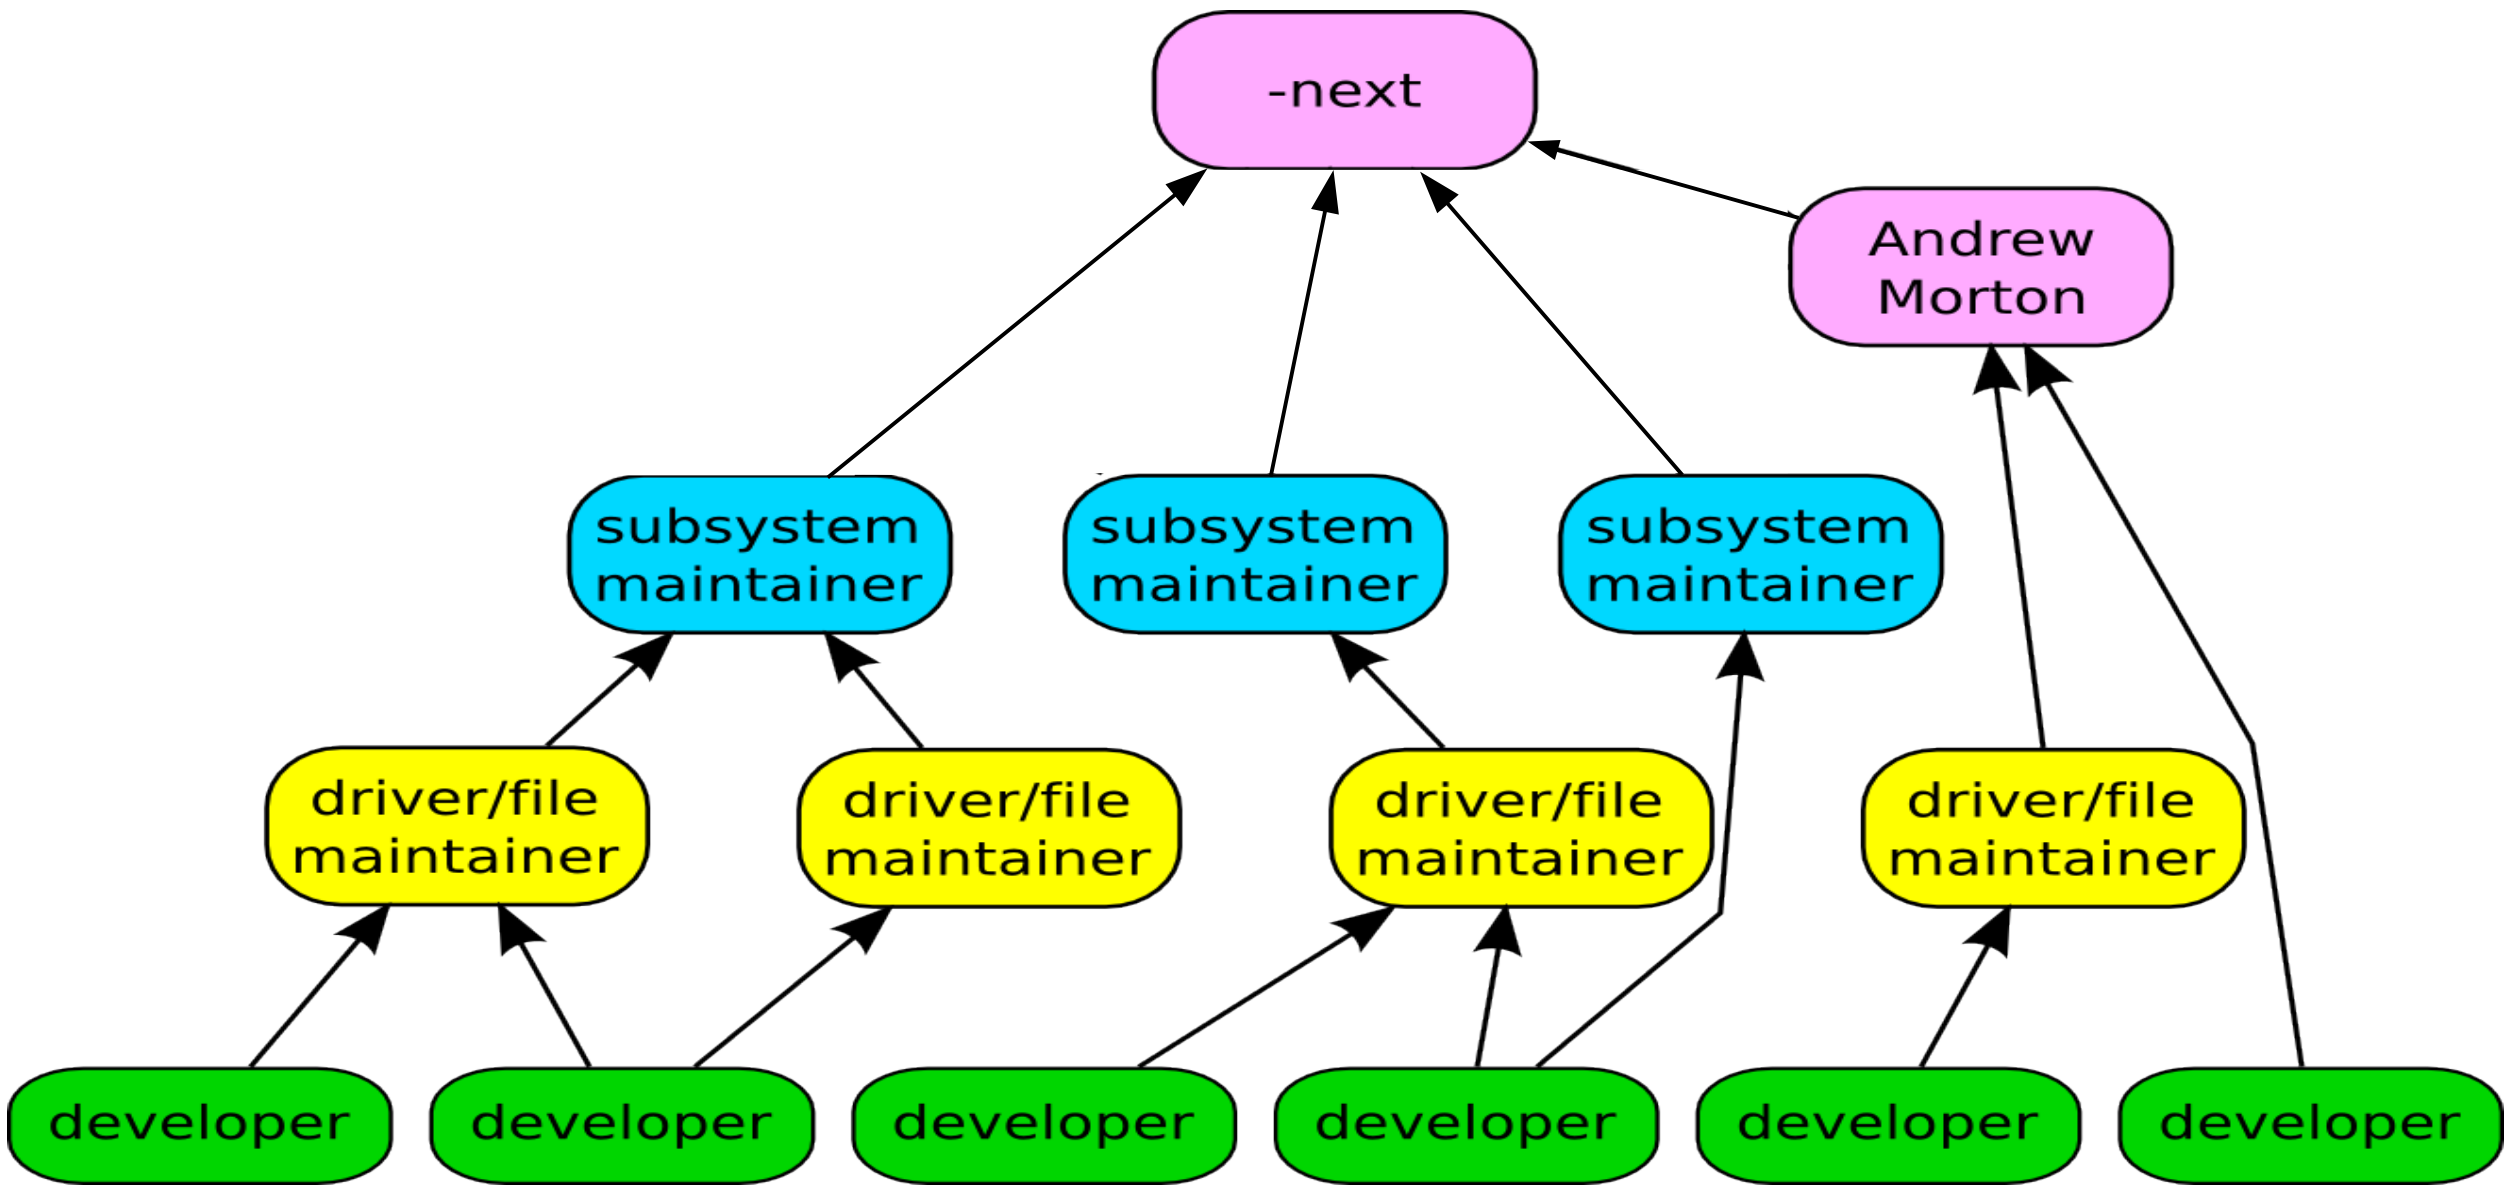 -next
Andrew
Morton
subsystem
maintainer
subsystem
maintainer
subsystem
maintainer
driver/file
maintainer
driver/file
maintainer
driver/file
maintainer
driver/file
maintainer
developer
developer
developer
developer
developer
developer